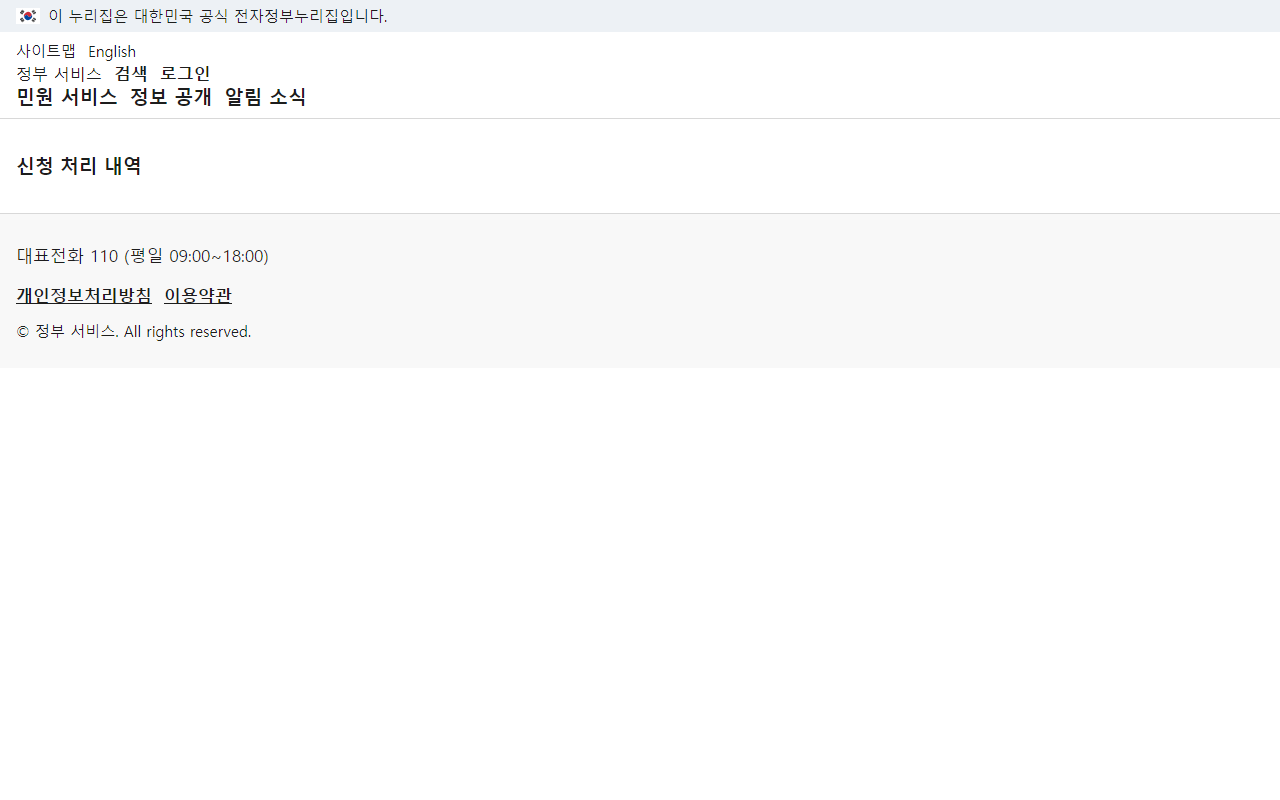 이 누리집은 대한민국 공식 전자정부누리집입니다.
사이트맵 English
정부 서비스 검색 로그인
민원 서비스 정보 공개 알림 소식
신청 처리 내역
대표전화 110 (평일 09:00~18:00)
개인정보처리방침 이용약관
© 정부 서비스. All rights reserved.